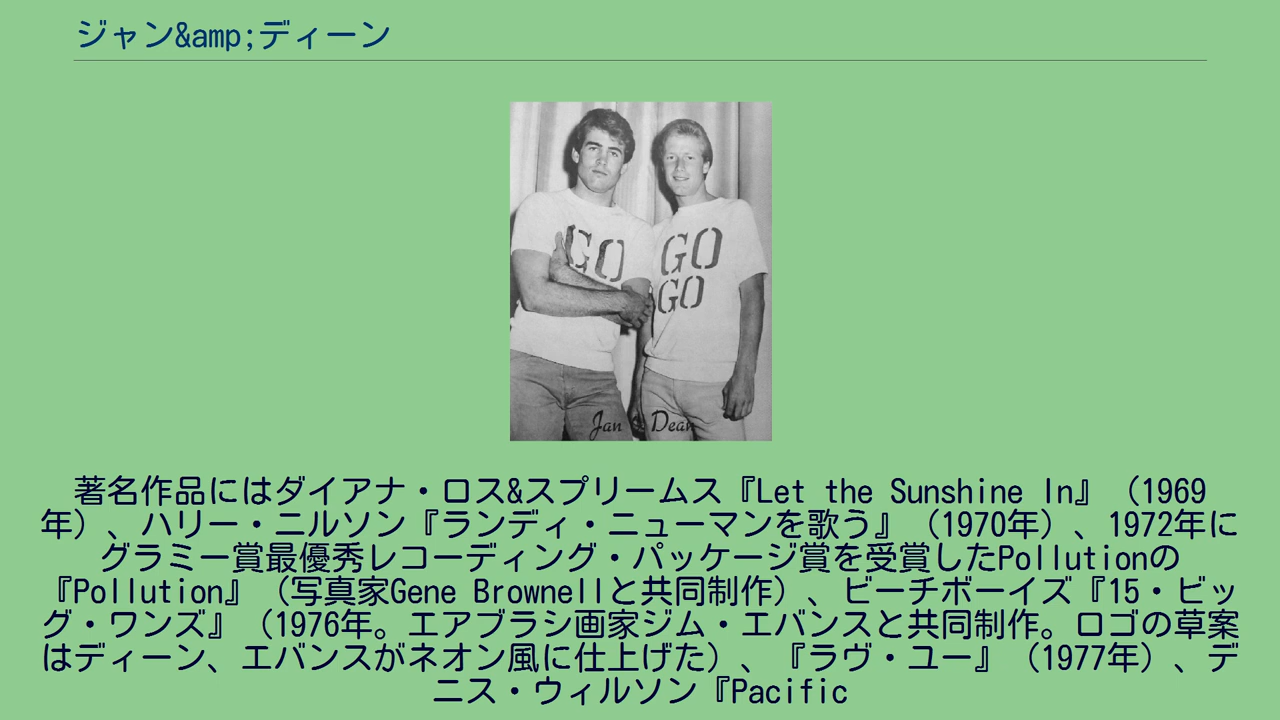 ジャン&amp;ディーン
GO GO
GO
Jan & Dean
著名作品にはダイアナ・ロス&スプリームス『Let the Sunshine In』（1969
年）、ハリー・ニルソン『ランディ・ニューマンを歌う』（1970年）、1972年に
グラミー賞最優秀レコーディング・パッケージ賞を受賞したPollutionの
『Pollution』（写真家Gene Brownellと共同制作）、ビーチボーイズ『15・ビッ
グ・ワンズ』（1976年。エアブラシ画家ジム・エバンスと共同制作。ロゴの草案
はディーン、エバンスがネオン風に仕上げた）、『ラヴ・ユー』（1977年）、デ
ニス・ウィルソン『Pacific